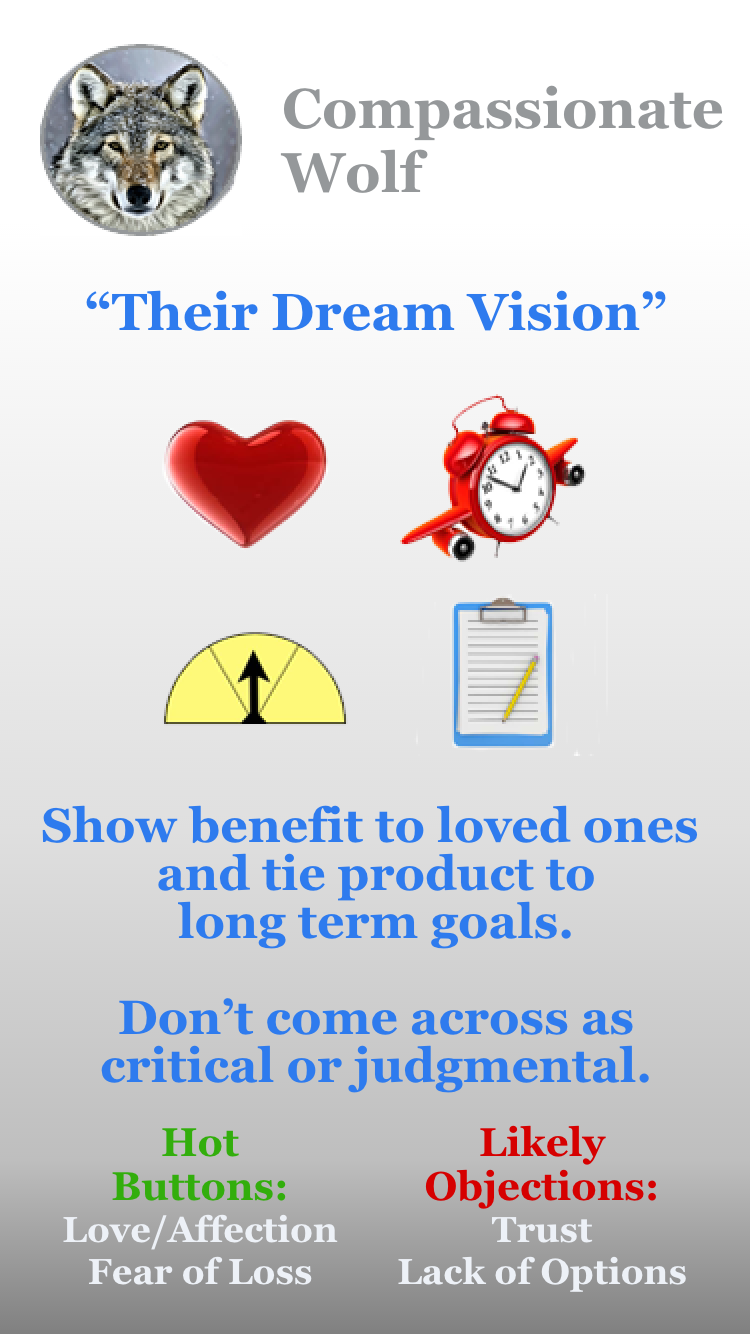 Compassionate
Wolf
“Their Dream Vision”
Show benefit to loved ones
and tie product to
long term goals.
Don’t come across as
critical or judgmental.
Hot
Buttons:
Love/Affection
Fear of Loss
Likely
Objections:
Trust
Lack of Options